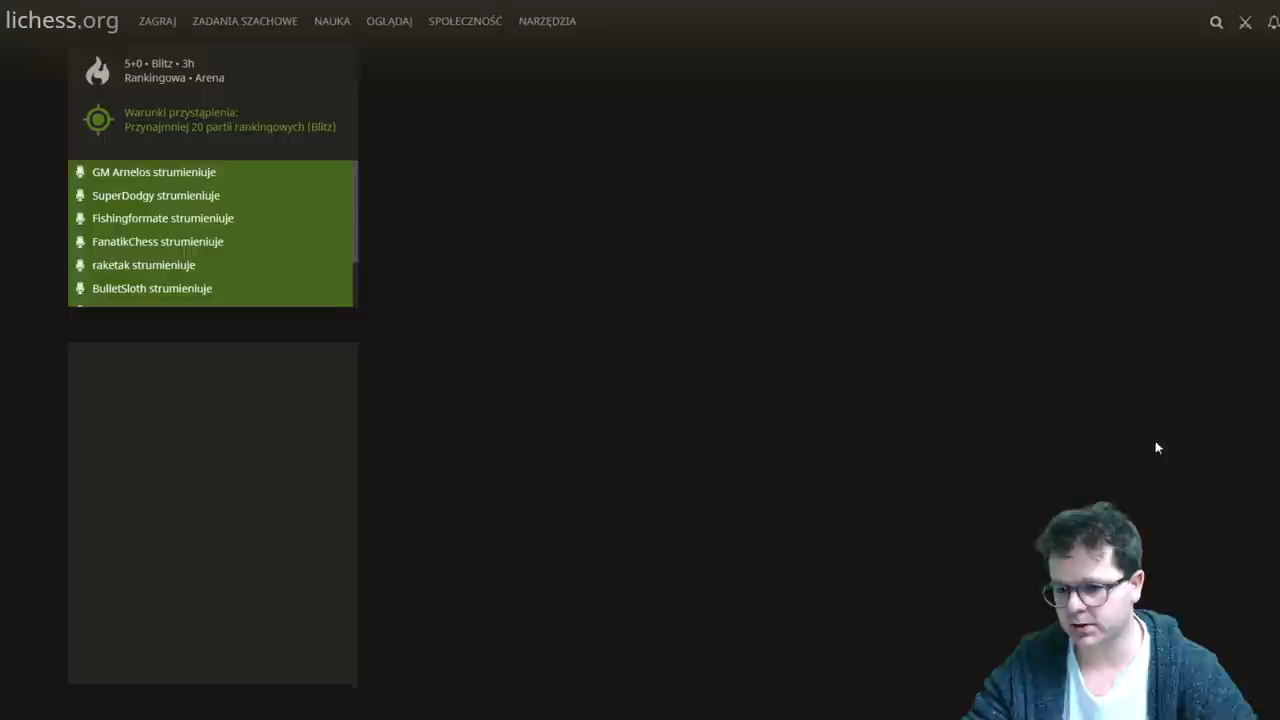 lichess.org ZAGRAJ ZADANIA SZACHOWE NAUKA OGLĄDAJ SPOŁECZNOŚĆ NARZĘDZIA
5+0 • Blitz • 3h
Rankingowa • Arena
Warunki przystąpienia:
Przynajmniej 20 partii rankingowych (Blitz)
GM Arnelos strumieniuje
SuperDodgy strumieniuje
Fishingformate strumieniuje
FanatikChess strumieniuje
raketak strumieniuje
BulletSloth strumieniuje